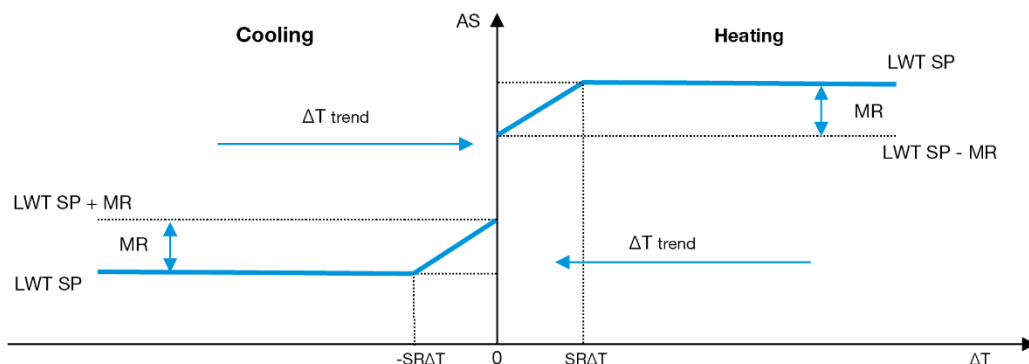 AS
Cooling
Heating
LWT SP
ΔT trend
MR
LWT SP - MR
LWT SP + MR
MR
ΔT trend
LWT SP
-SRΔT
0
SRΔT
ΔT